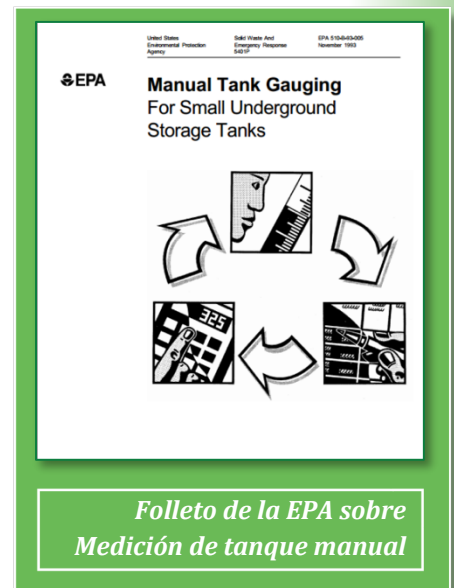 United States
Environmental Protection
Agency
Solid Waste And
Emergency Response
5401P
EPA 510-B-93-005
November 1993
EPA
Manual Tank Gauging
For Small Underground
Storage Tanks
325
Folleto de la EPA sobre
Medición de tanque manual